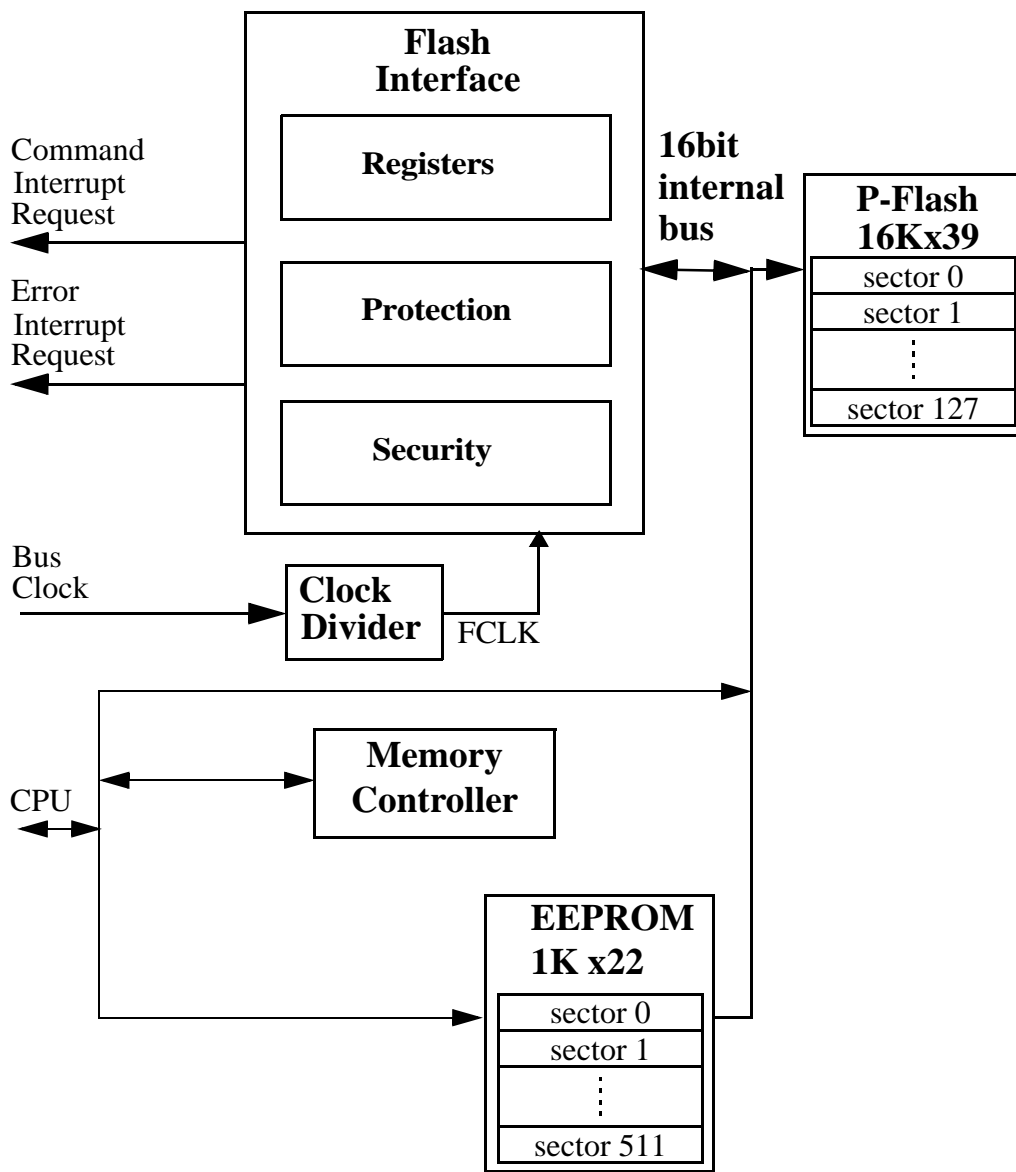 Flash
Interface
Registers
Protection
Security
Command
Interrupt
Request
Error
Interrupt
Request
16bit
internal
bus
P-Flash
16Kx39
sector 0
sector 1
sector 127
Bus
Clock
Clock
Divider
FCLK
Memory
Controller
CPU
EEPROM
1K x22
sector 0
sector 1
sector 511